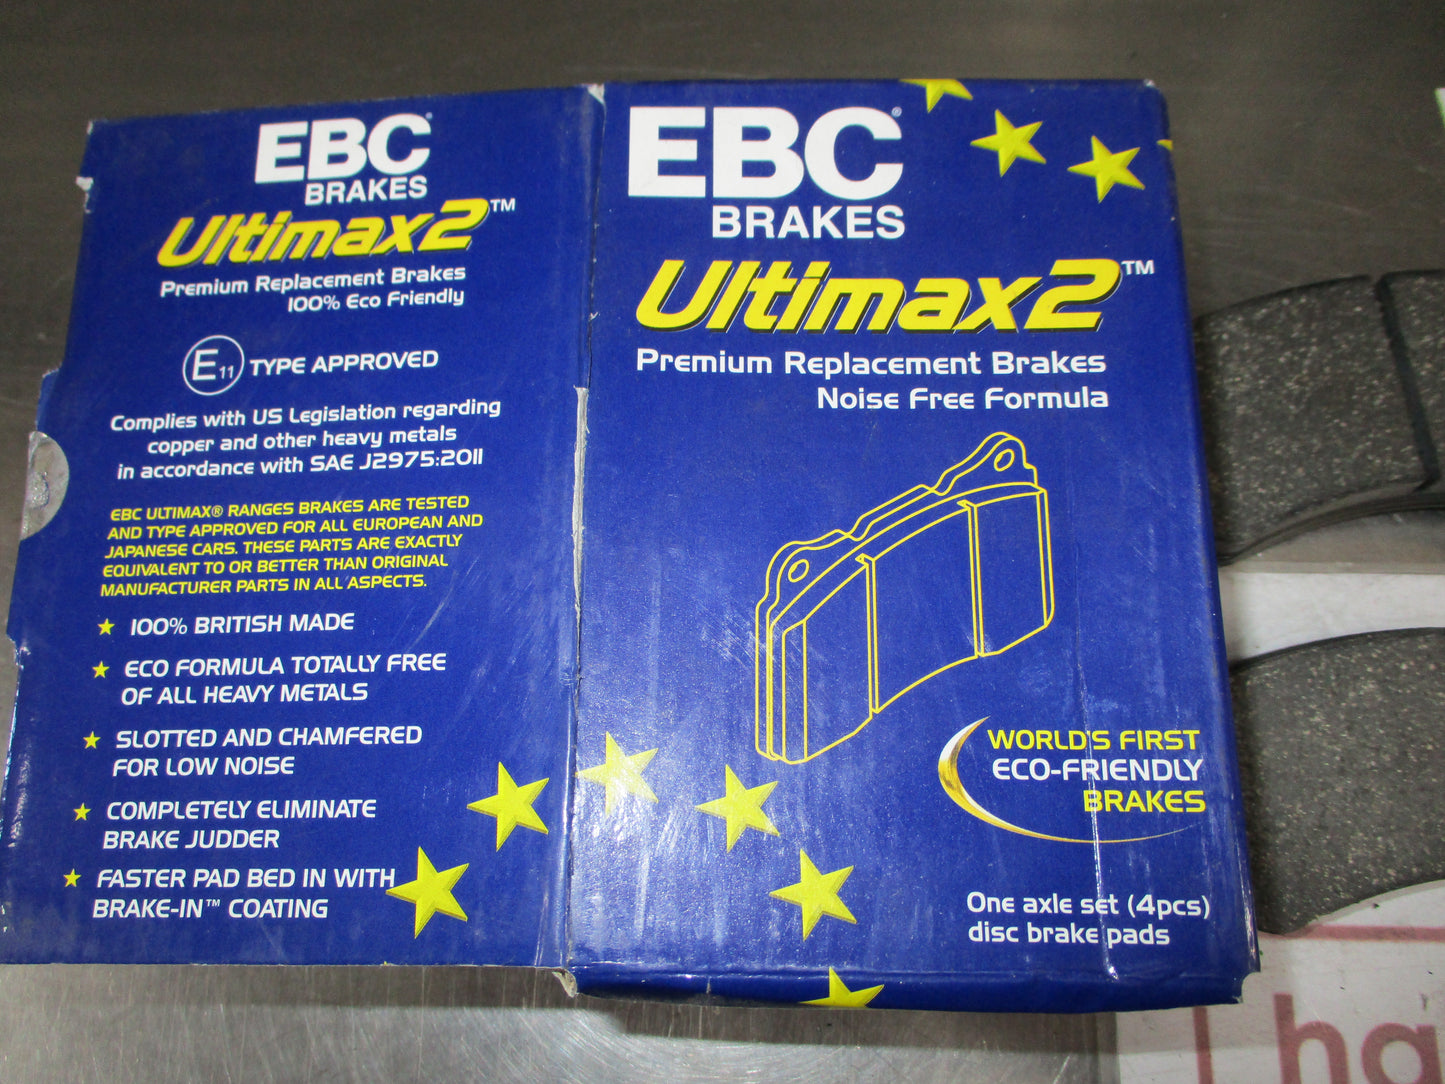 EBC®
BRAKES
Ultimax2™
Premium Replacement Brakes
100% Eco Friendly
E11 TYPE APPROVED
Complies with US Legislation regarding
copper and other heavy metals
in accordance with SAE J2975:2011
EBC ULTIMAX® RANGES BRAKES ARE TESTED
AND TYPE APPROVED FOR ALL EUROPEAN AND
JAPANESE CARS. THESE PARTS ARE EXACTLY
EQUIVALENT TO OR BETTER THAN ORIGINAL
MANUFACTURER PARTS IN ALL ASPECTS.
★ 100% BRITISH MADE
★ ECO FORMULA TOTALLY FREE
OF ALL HEAVY METALS
★ SLOTTED AND CHAMFERED
FOR LOW NOISE
★ COMPLETELY ELIMINATE
BRAKE JUDDER
★ FASTER PAD BED IN WITH
BRAKE-IN™ COATING
EBC®
BRAKES
Ultimax2™
Premium Replacement Brakes
Noise Free Formula
WORLD'S FIRST
ECO-FRIENDLY
BRAKES
One axle set (4pcs)
disc brake pads
ha